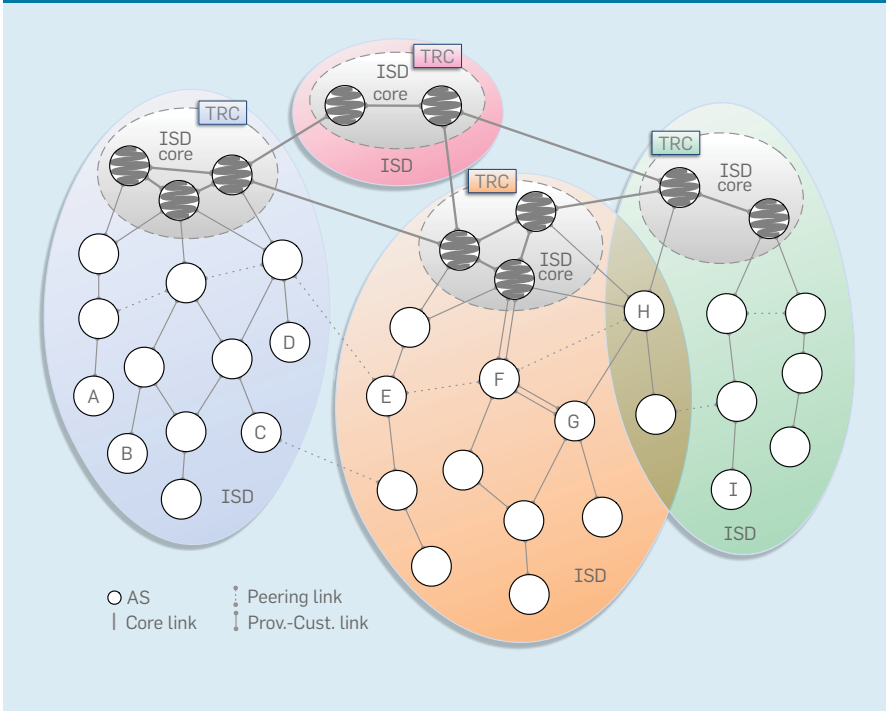 TRC
ISD
core
ISD
TRC
ISD
core
TRC
ISD
core
TRC
ISD
core
H
D
A
E
F
G
B
C
I
ISD
ISD
ISD
AS
Peering link
Core link
Prov.-Cust. link